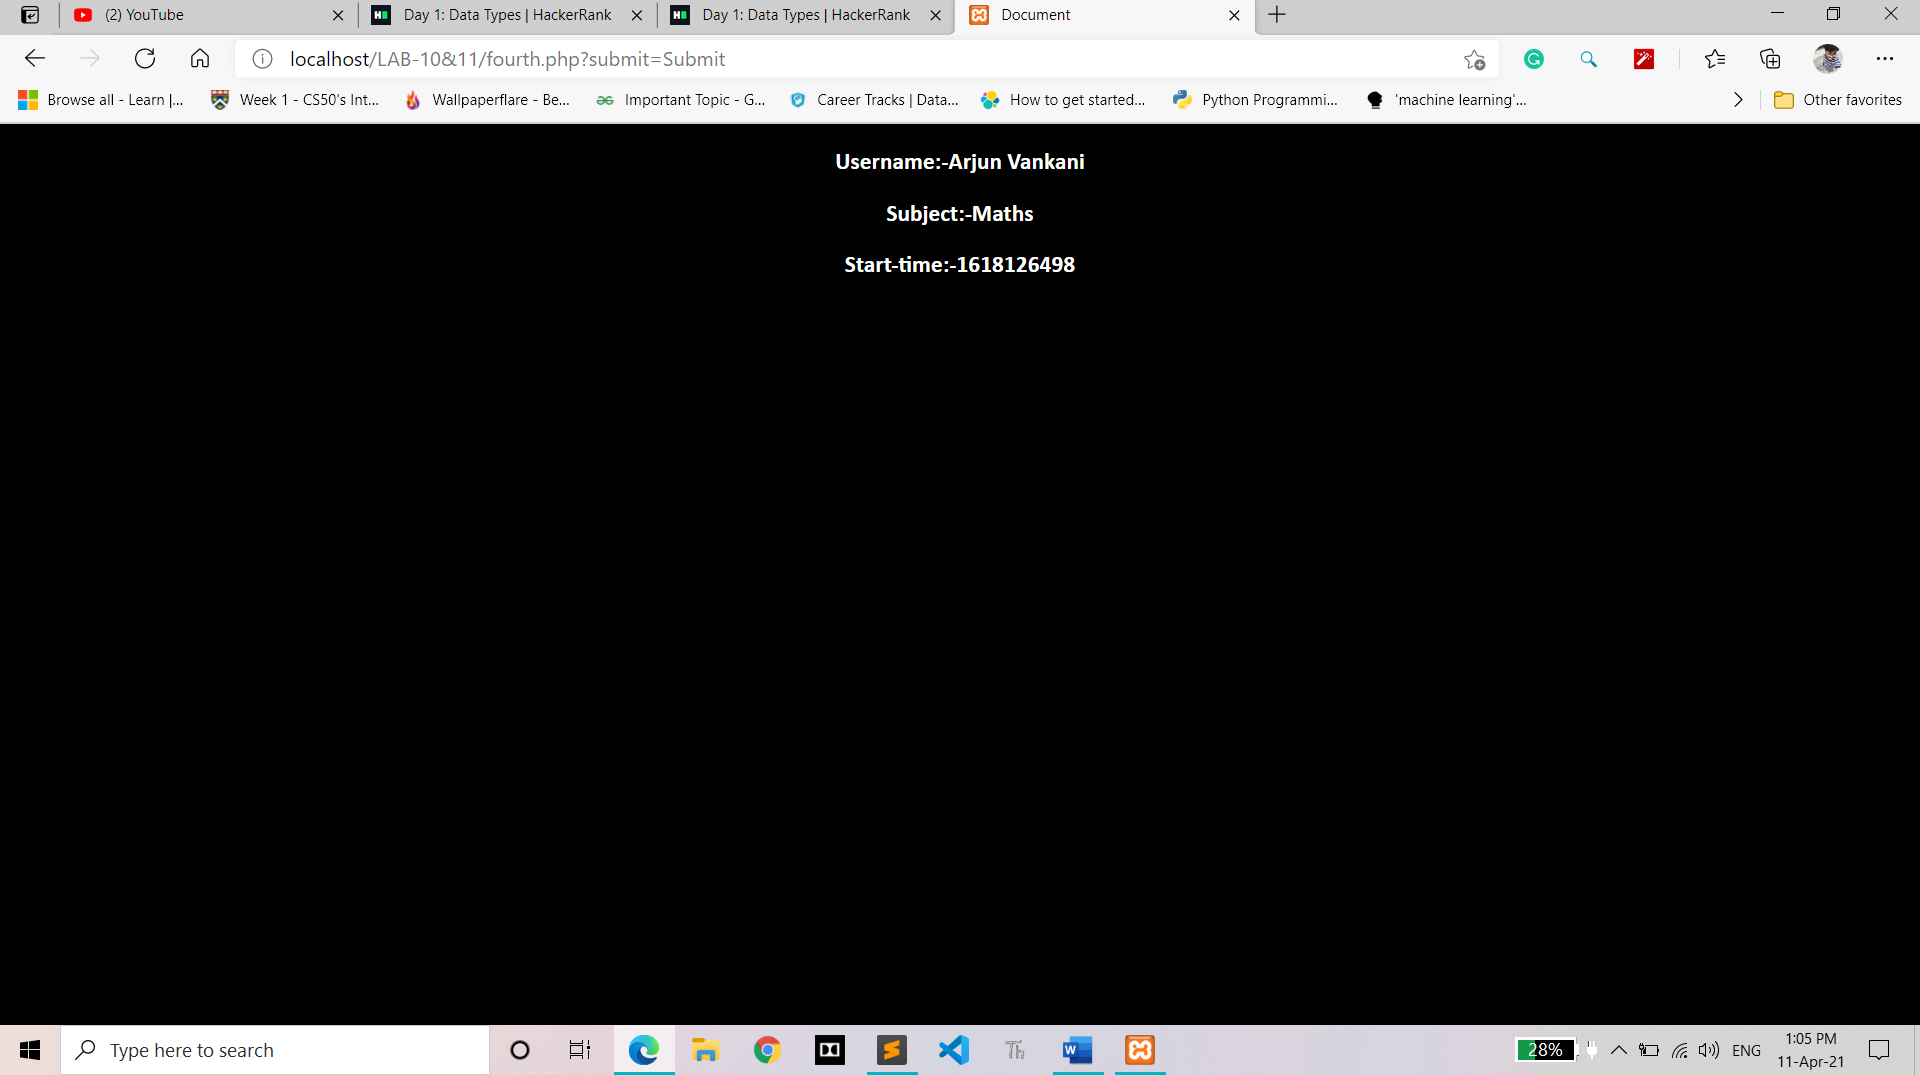 (2) YouTube
Day 1: Data Types | HackerRank
Day 1: Data Types | HackerRank
Document
localhost/LAB-10&11/fourth.php?submit=Submit
Browse all - Learn |...
Week 1 - CS50's Int...
Wallpaperflare - Be...
Important Topic - G...
Career Tracks | Data...
How to get started...
Python Programmi...
'machine learning'...
Other favorites
Username:-Arjun Vankani
Subject:-Maths
Start-time:-1618126498
Type here to search
Th
28%
ENG
1:05 PM
11-Apr-21